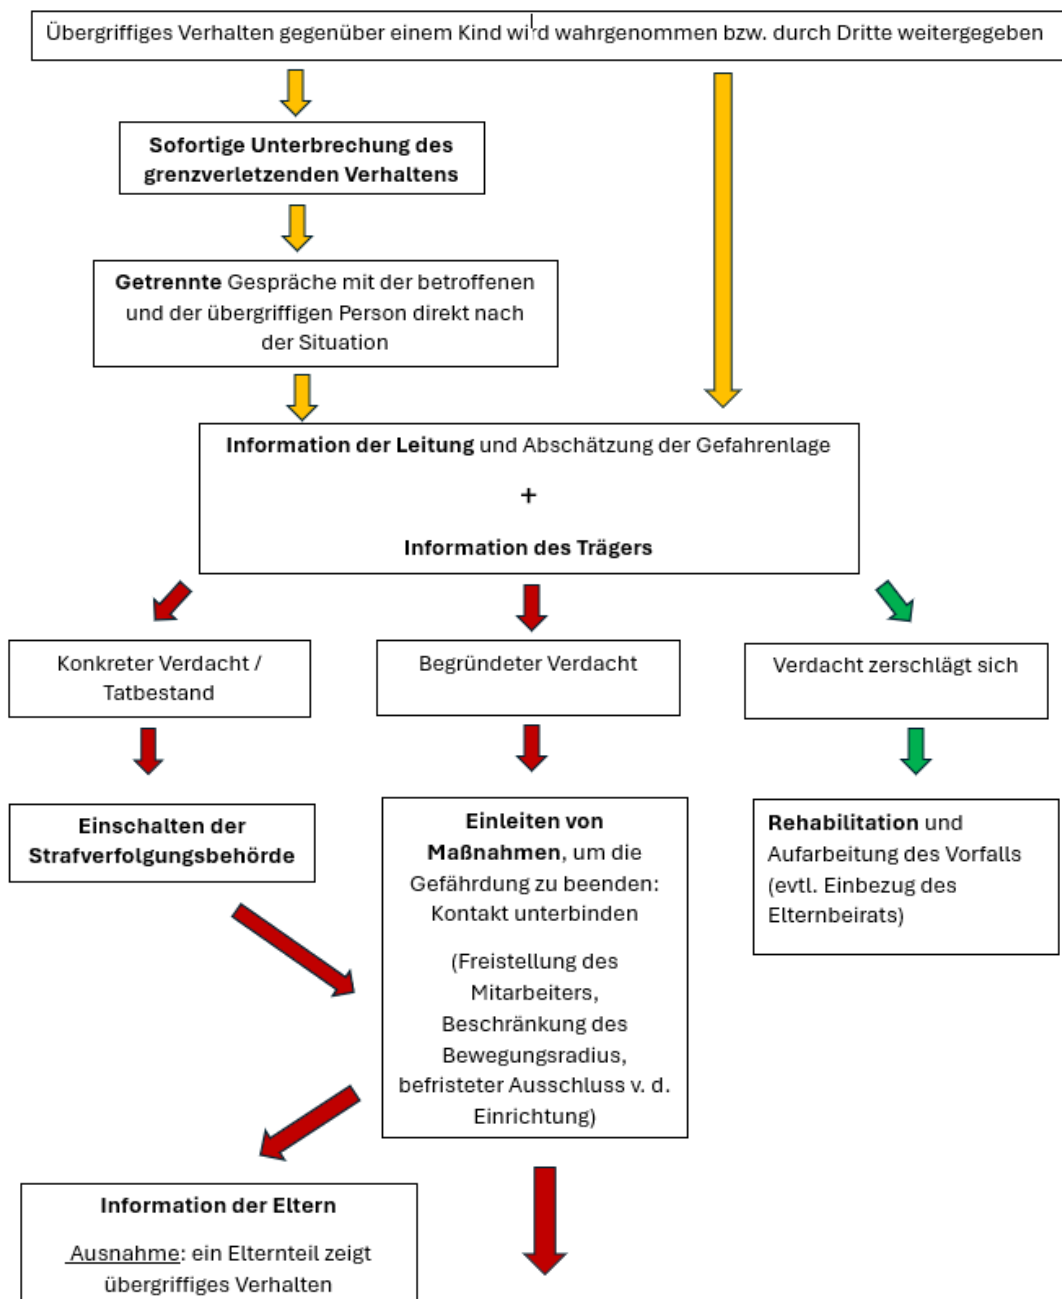 Übergriffiges Verhalten gegenüber einem Kind wird wahrgenommen bzw. durch Dritte weitergegeben
Sofortige Unterbrechung des
grenzverletzenden Verhaltens
Getrennte Gespräche mit der betroffenen
und der übergriffigen Person direkt nach
der Situation
Information der Leitung und Abschätzung der Gefahrenlage
+
Information des Trägers
Konkreter Verdacht /
Tatbestand
Begründeter Verdacht
Verdacht zerschlägt sich
Einschalten der
Strafverfolgungsbehörde
Einleiten von
Maßnahmen, um die
Gefährdung zu beenden:
Kontakt unterbinden
(Freistellung des
Mitarbeiters,
Beschränkung des
Bewegungsradius,
befristeter Ausschluss v. d.
Einrichtung)
Rehabilitation und
Aufarbeitung des Vorfalls
(evtl. Einbezug des
Elternbeirats)
Information der Eltern
Ausnahme: ein Elternteil zeigt
übergriffiges Verhalten